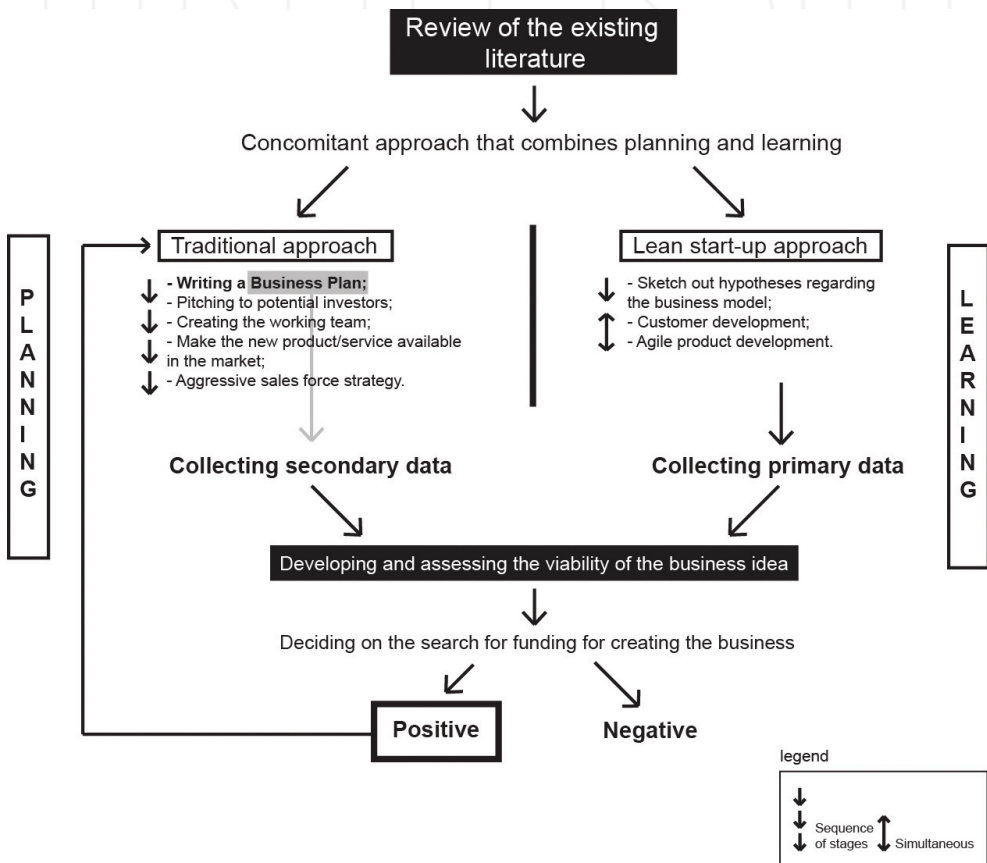 Review of the existing
literature
Concomitant approach that combines planning and learning
PLANNING
Traditional approach
- Writing a Business Plan;
- Pitching to potential investors;
- Creating the working team;
- Make the new product/service available
in the market;
- Aggressive sales force strategy.
Lean start-up approach
- Sketch out hypotheses regarding
the business model;
- Customer development;
- Agile product development.
LEARNING
Collecting secondary data
Collecting primary data
Developing and assessing the viability of the business idea
Deciding on the search for funding for creating the business
Positive
Negative
legend
Sequence
of stages
Simultaneous